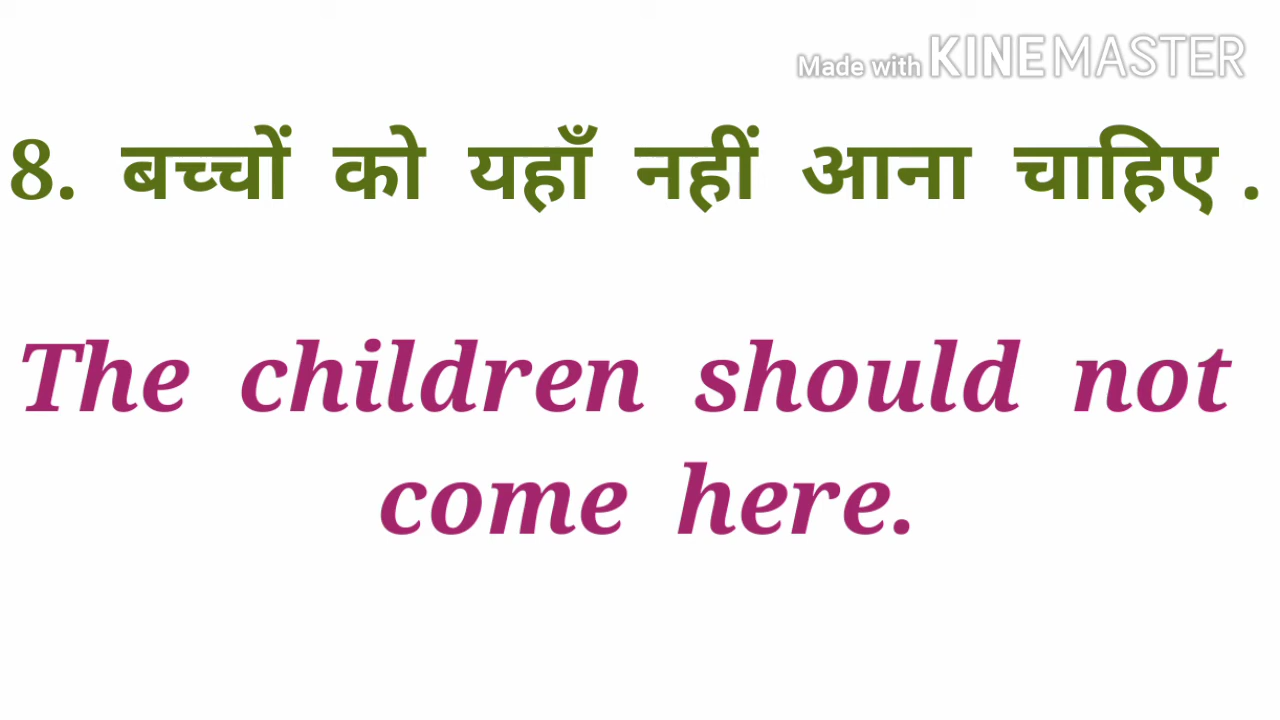 Made with KINEMASTER
8. बच्चों को यहाँ नहीं आना चाहिए .
The children should not
come here.